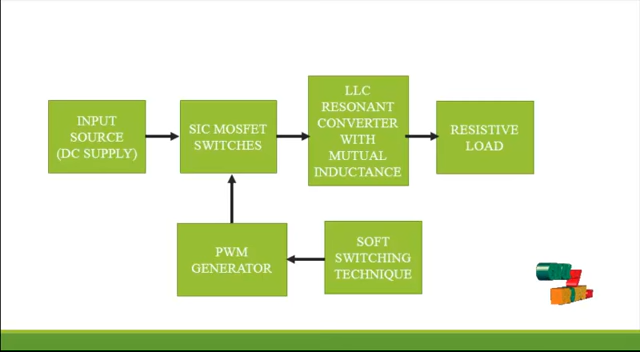 INPUT
SOURCE
(DC SUPPLY)
SIC MOSFET
SWITCHES
LLC
RESONANT
CONVERTER
WITH
MUTUAL
INDUCTANCE
RESISTIVE
LOAD
PWM
GENERATOR
SOFT
SWITCHING
TECHNIQUE